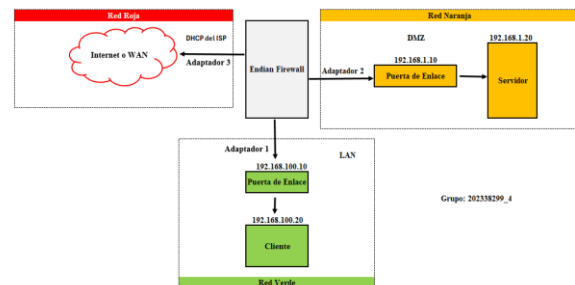 Red Roja
Internet o WAN
DHCP del ISP
Adaptador 3
Endian Firewall
Red Naranja
DMZ
192.168.1.20
Adaptador 2
192.168.1.10
Puerta de Enlace
Servidor
Adaptador 1
LAN
192.168.100.10
Puerta de Enlace
192.168.100.20
Cliente
Red Verde
Grupo: 202338299_4